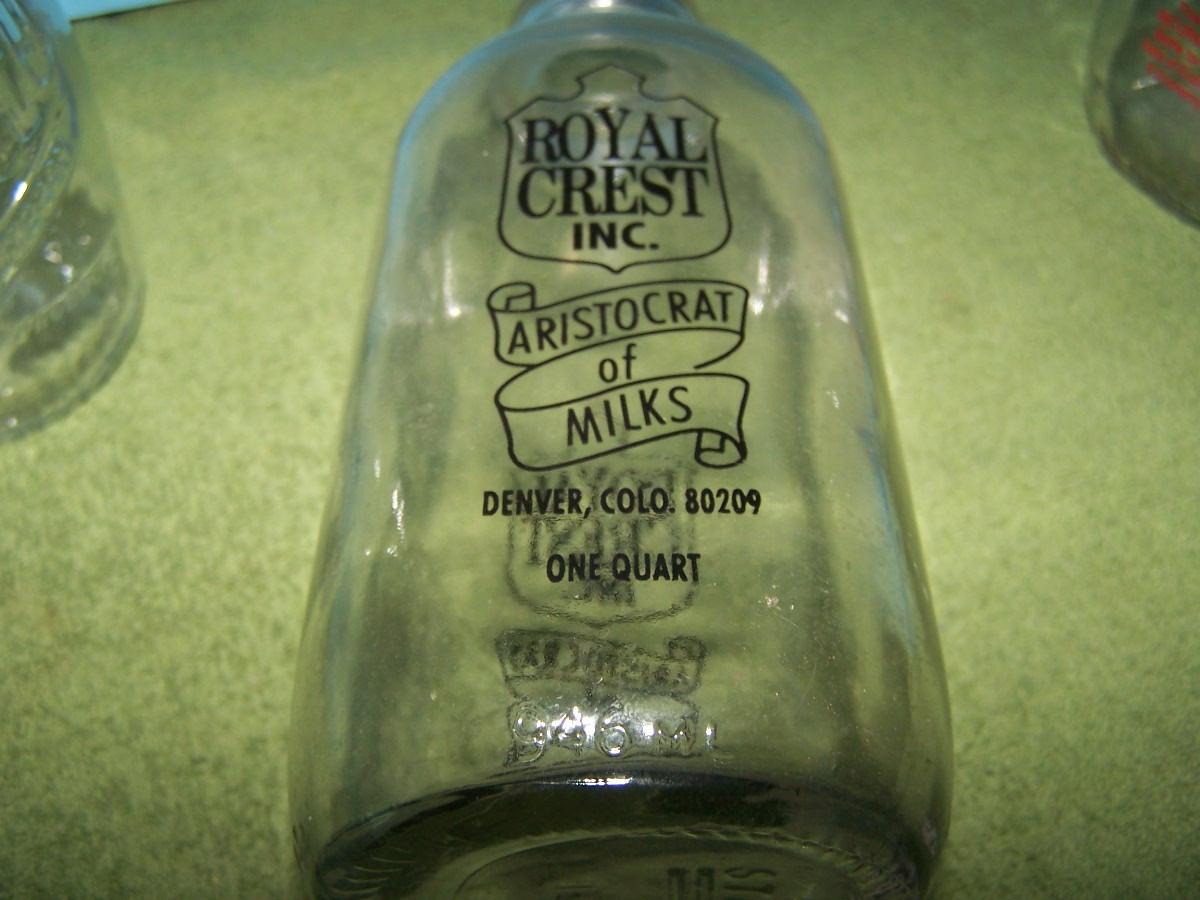 ROYAL
CREST
INC.
ARISTOCRAT
of
MILKS
DENVER, COLO. 80209
ONE QUART
946 ML